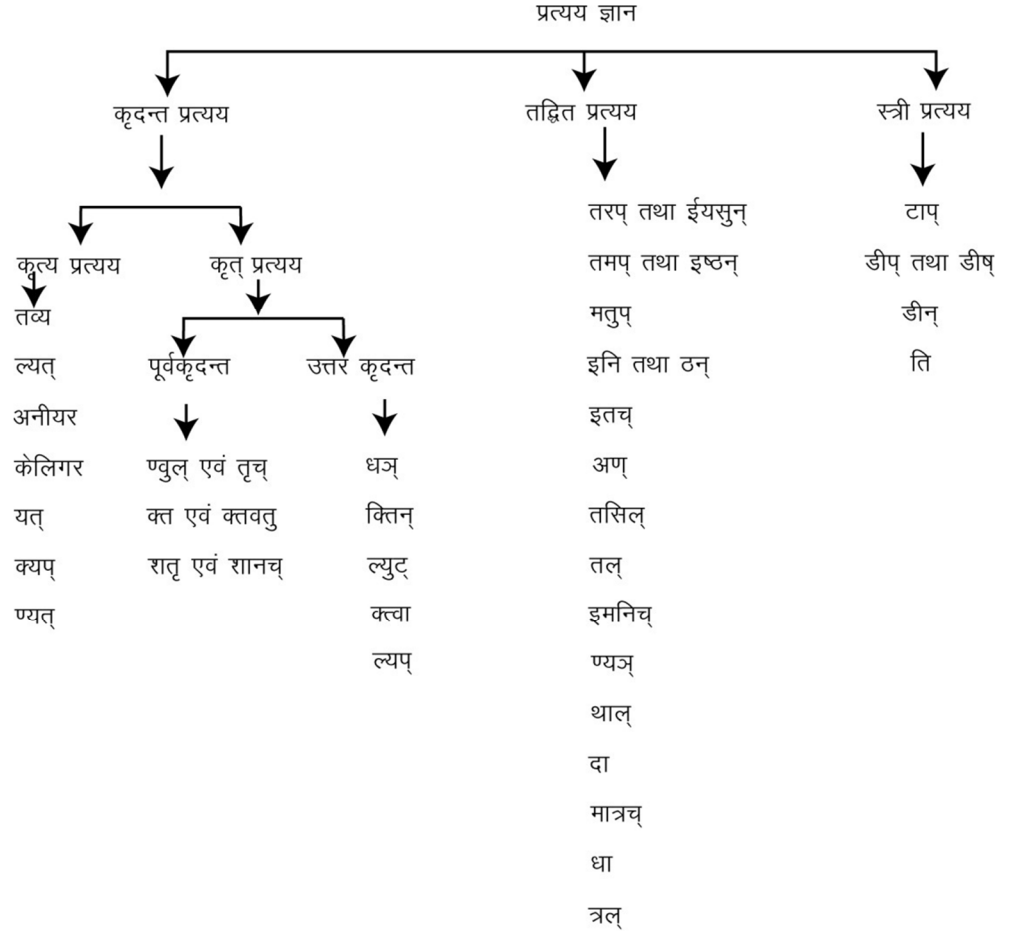 प्रत्यय ज्ञान
कृदन्त प्रत्यय
तद्धित प्रत्यय
स्त्री प्रत्यय
कृत्य प्रत्यय
तव्य
ल्यत्
अनीयर
केलिगर
यत्
क्यप्
ण्यत्
कृत् प्रत्यय
पूर्वकृदन्त
ण्वुल् एवं तृच्
क्त एवं क्तवतु
शतृ एवं शानच्
उत्तर कृदन्त
धञ्
क्तिन्
ल्युट्
क्त्वा
ल्यप्
तरप् तथा ईयसुन्
तमप् तथा इष्ठन्
मतुप्
इनि तथा ठन्
इतच्
अण्
तसिल्
तल्
इमनिच्
ण्यञ्
थाल्
दा
मात्रच्
धा
त्रल्
टाप्
डीप् तथा डीष्
डीन्
ति